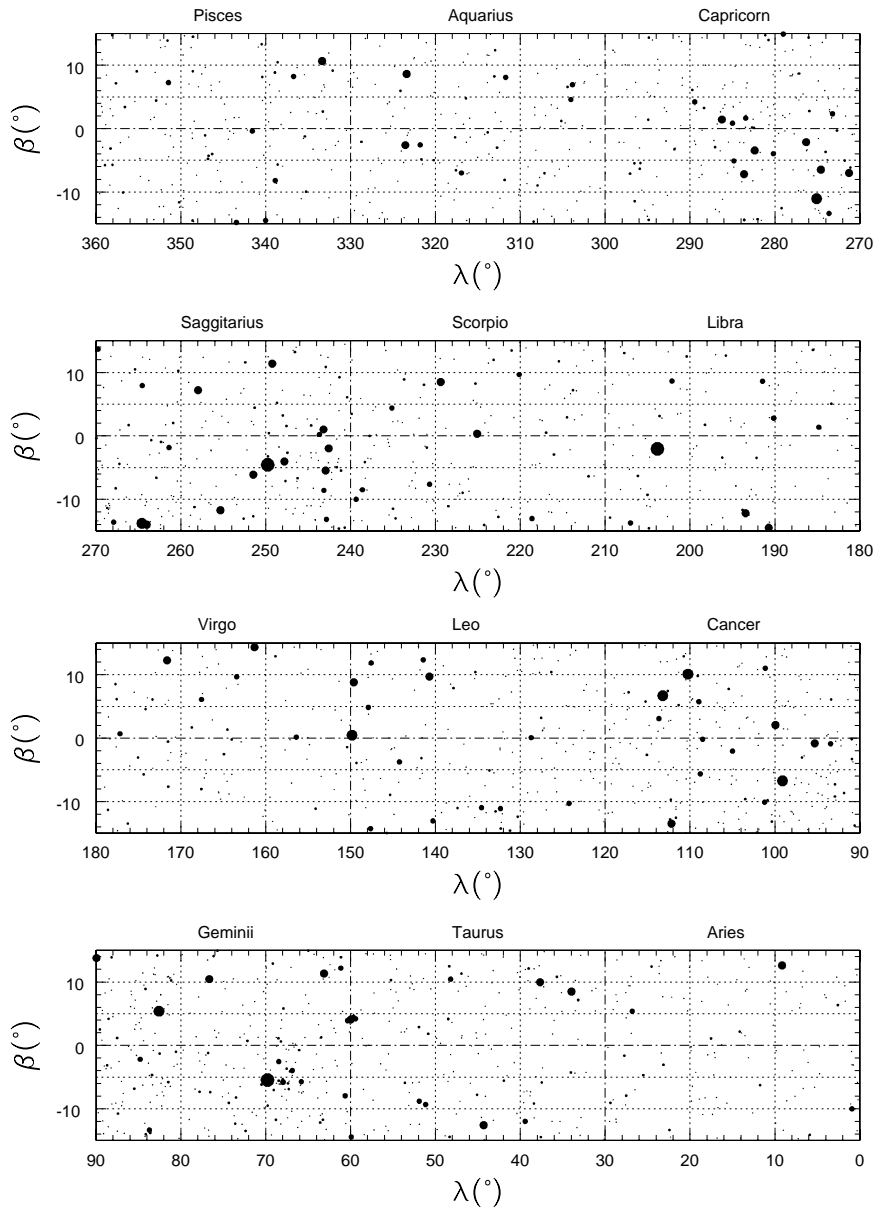 Pisces Aquarius Capricorn
10
0
-10
β(°)
360 350 340 330 320 310 300 290 280 270
λ(°)
Saggitarius Scorpio Libra
10
0
-10
β(°)
270 260 250 240 230 220 210 200 190 180
λ(°)
Virgo Leo Cancer
10
0
-10
β(°)
180 170 160 150 140 130 120 110 100 90
λ(°)
Geminii Taurus Aries
10
0
-10
β(°)
90 80 70 60 50 40 30 20 10 0
λ(°)